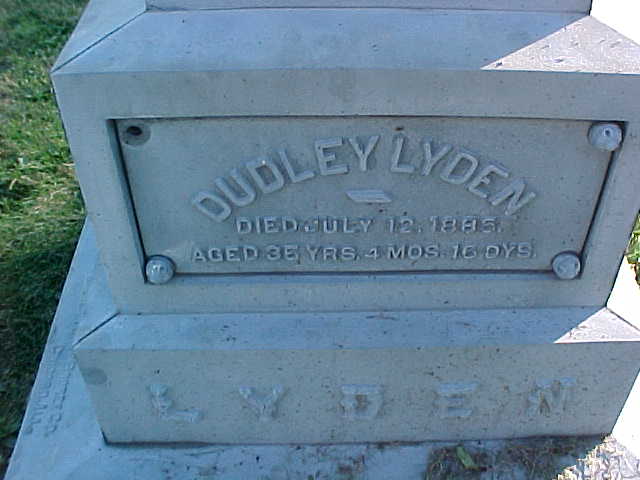 DUDLEY LYDEN
DIED JULY 12, 1885.
AGED 35 YRS. 4 MOS. 16 DYS.
LYDEN